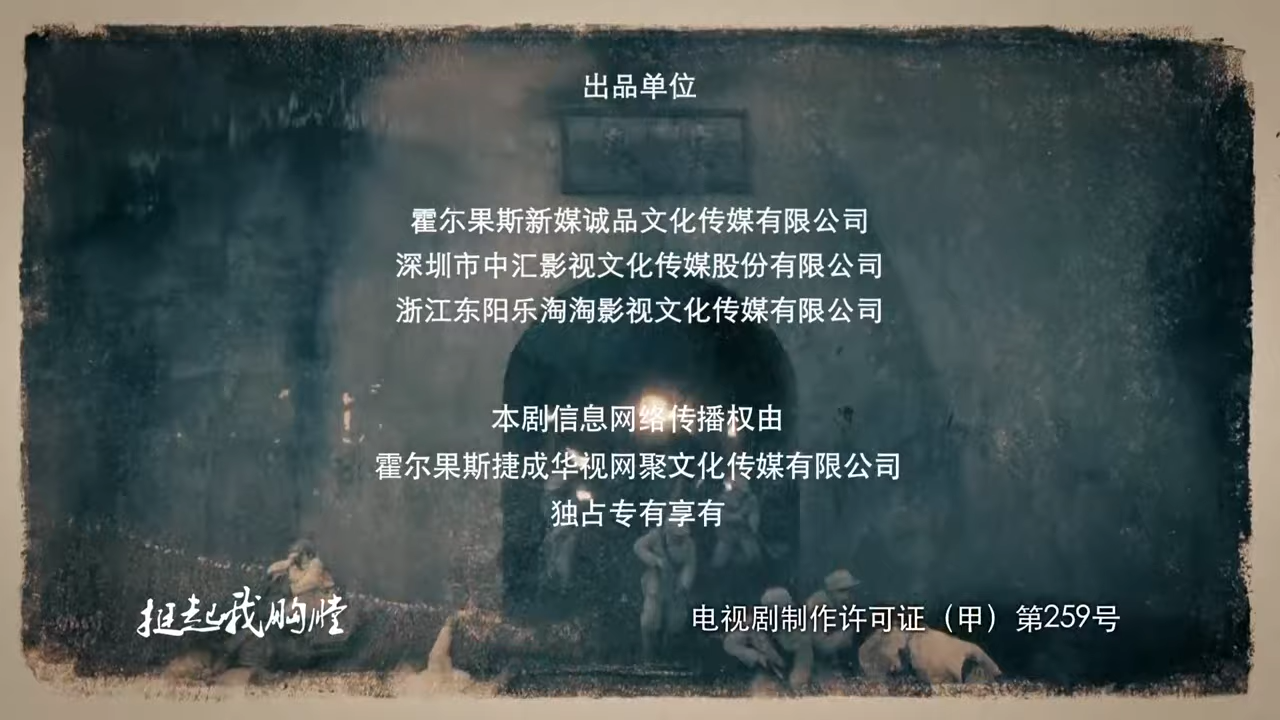 出品单位
霍尔果斯新媒诚品文化传媒有限公司
深圳市中汇影视文化传媒股份有限公司
浙江东阳乐淘淘影视文化传媒有限公司
本剧信息网络传播权由
霍尔果斯捷成华视网聚文化传媒有限公司
独占专有享有
挺起我胸膛
电视剧制作许可证（甲）第259号